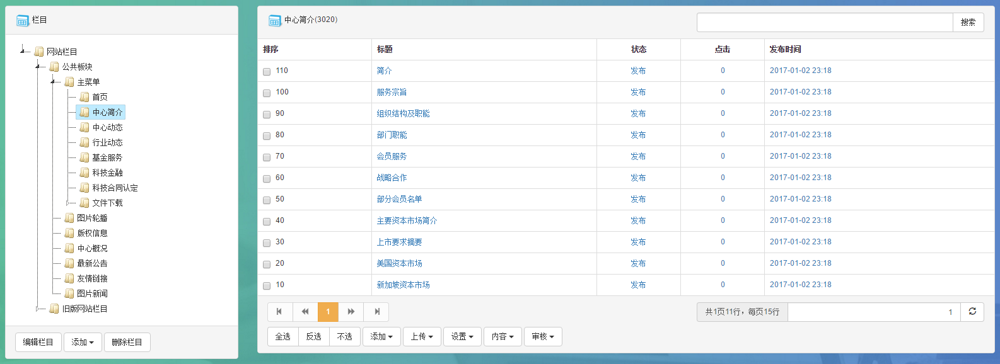 栏目
网站栏目
公共板块
主菜单
首页
中心简介
中心动态
行业动态
基金服务
科技金融
科技合同认定
文件下载
图片轮播
版权信息
中心概况
最新公告
友情链接
图片新闻
旧版网站栏目
编辑栏目 添加 删除栏目
中心简介(3020) 搜索
排序 标题 状态 点击 发布时间
110 简介 发布 0 2017-01-02 23:18
100 服务宗旨 发布 0 2017-01-02 23:18
90 组织结构及职能 发布 0 2017-01-02 23:18
80 部门职能 发布 0 2017-01-02 23:18
70 会员服务 发布 0 2017-01-02 23:18
60 战略合作 发布 0 2017-01-02 23:18
50 部分会员名单 发布 0 2017-01-02 23:18
40 主要资本市场简介 发布 0 2017-01-02 23:18
30 上市要求摘要 发布 0 2017-01-02 23:18
20 美国资本市场 发布 0 2017-01-02 23:18
10 新加坡资本市场 发布 0 2017-01-02 23:18
1 共1页11行，每页15行 1
全选 反选 不选 添加 上传 设置 内容 审核